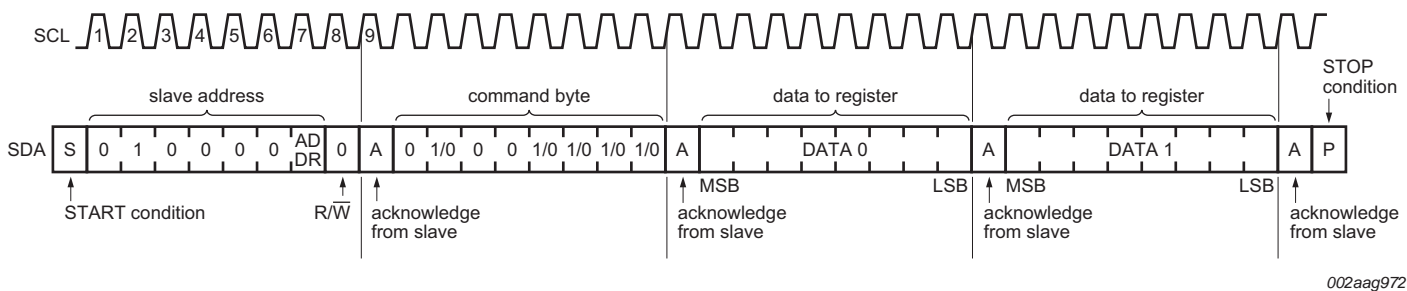 SCL 1 2 3 4 5 6 7 8 9
STOP
condition
slave address command byte data to register data to register
SDA S 0 1 0 0 0 0 AD DR 0 A 0 1/0 0 0 1/0 1/0 1/0 1/0 A DATA 0 A DATA 1 A P
MSB LSB MSB LSB
START condition R/W̅ acknowledge from slave acknowledge from slave acknowledge from slave acknowledge from slave
002aag972